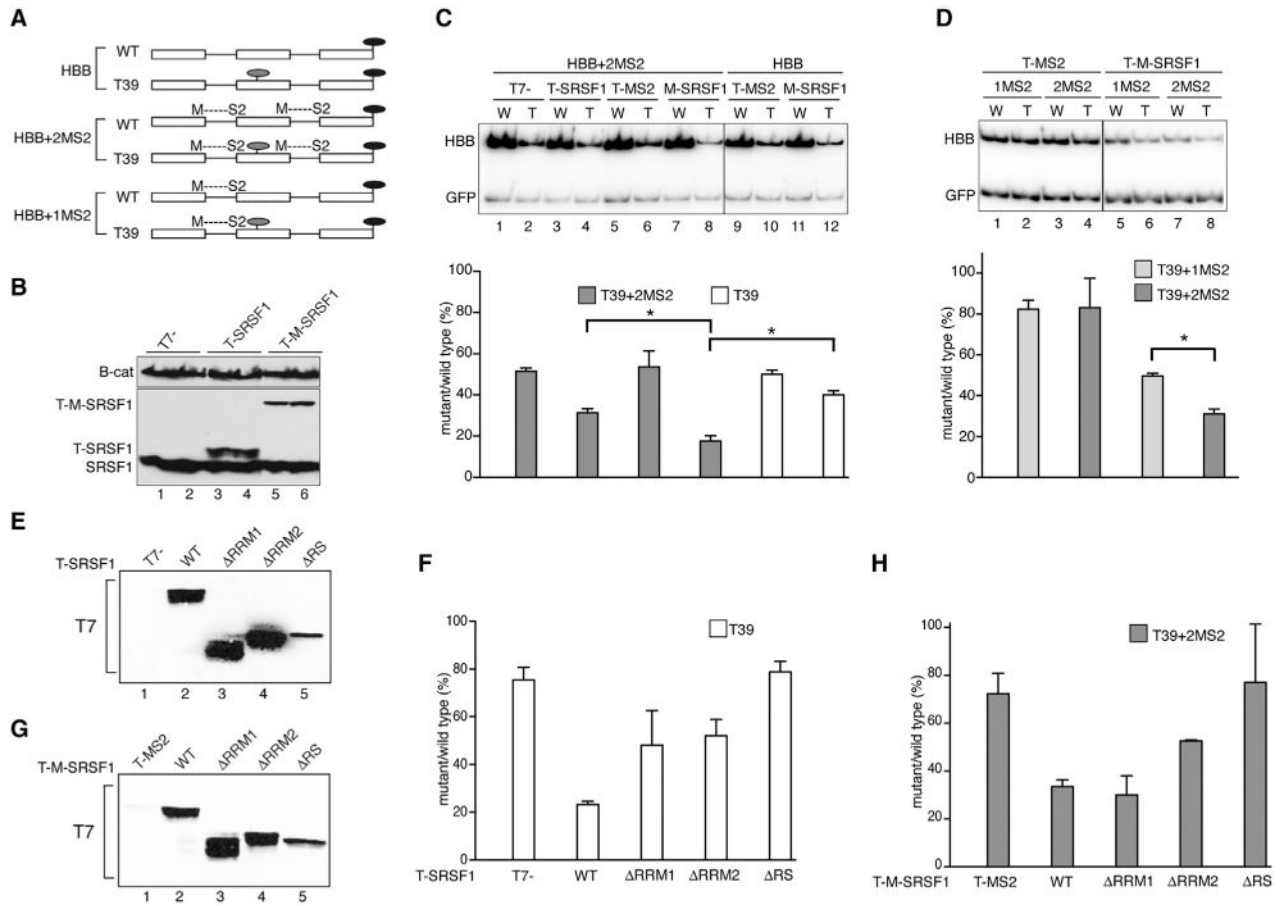 A
HBB
WT
T39
HBB+2MS2
M-----S2 M-----S2
WT
M-----S2 M-----S2
T39
HBB+1MS2
M-----S2
WT
M-----S2
T39
B
T7- T-SRSF1 T-M-SRSF1
B-cat
T-M-SRSF1
T-SRSF1
SRSF1
1 2 3 4 5 6
C
HBB+2MS2 HBB
T7- T-SRSF1 T-MS2 M-SRSF1 T-MS2 M-SRSF1
W T W T W T W T W T W T
HBB
GFP
1 2 3 4 5 6 7 8 9 10 11 12
mutant/wild type (%)
100
80
60
40
20
0
T39+2MS2 T39
*
*
D
T-MS2 T-M-SRSF1
1MS2 2MS2 1MS2 2MS2
W T W T W T W T
HBB
GFP
1 2 3 4 5 6 7 8
mutant/wild type (%)
100
80
60
40
20
0
T39+1MS2
T39+2MS2
*
E
T-SRSF1 T7- WT ΔRRM1 ΔRRM2 ΔRS
T7
1 2 3 4 5
F
mutant/wild type (%)
100
80
60
40
20
0
T39
T-SRSF1 T7- WT ΔRRM1 ΔRRM2 ΔRS
G
T-M-SRSF1 T-MS2 WT ΔRRM1 ΔRRM2 ΔRS
T7
1 2 3 4 5
H
mutant/wild type (%)
100
80
60
40
20
0
T39+2MS2
T-M-SRSF1 T-MS2 WT ΔRRM1 ΔRRM2 ΔRS